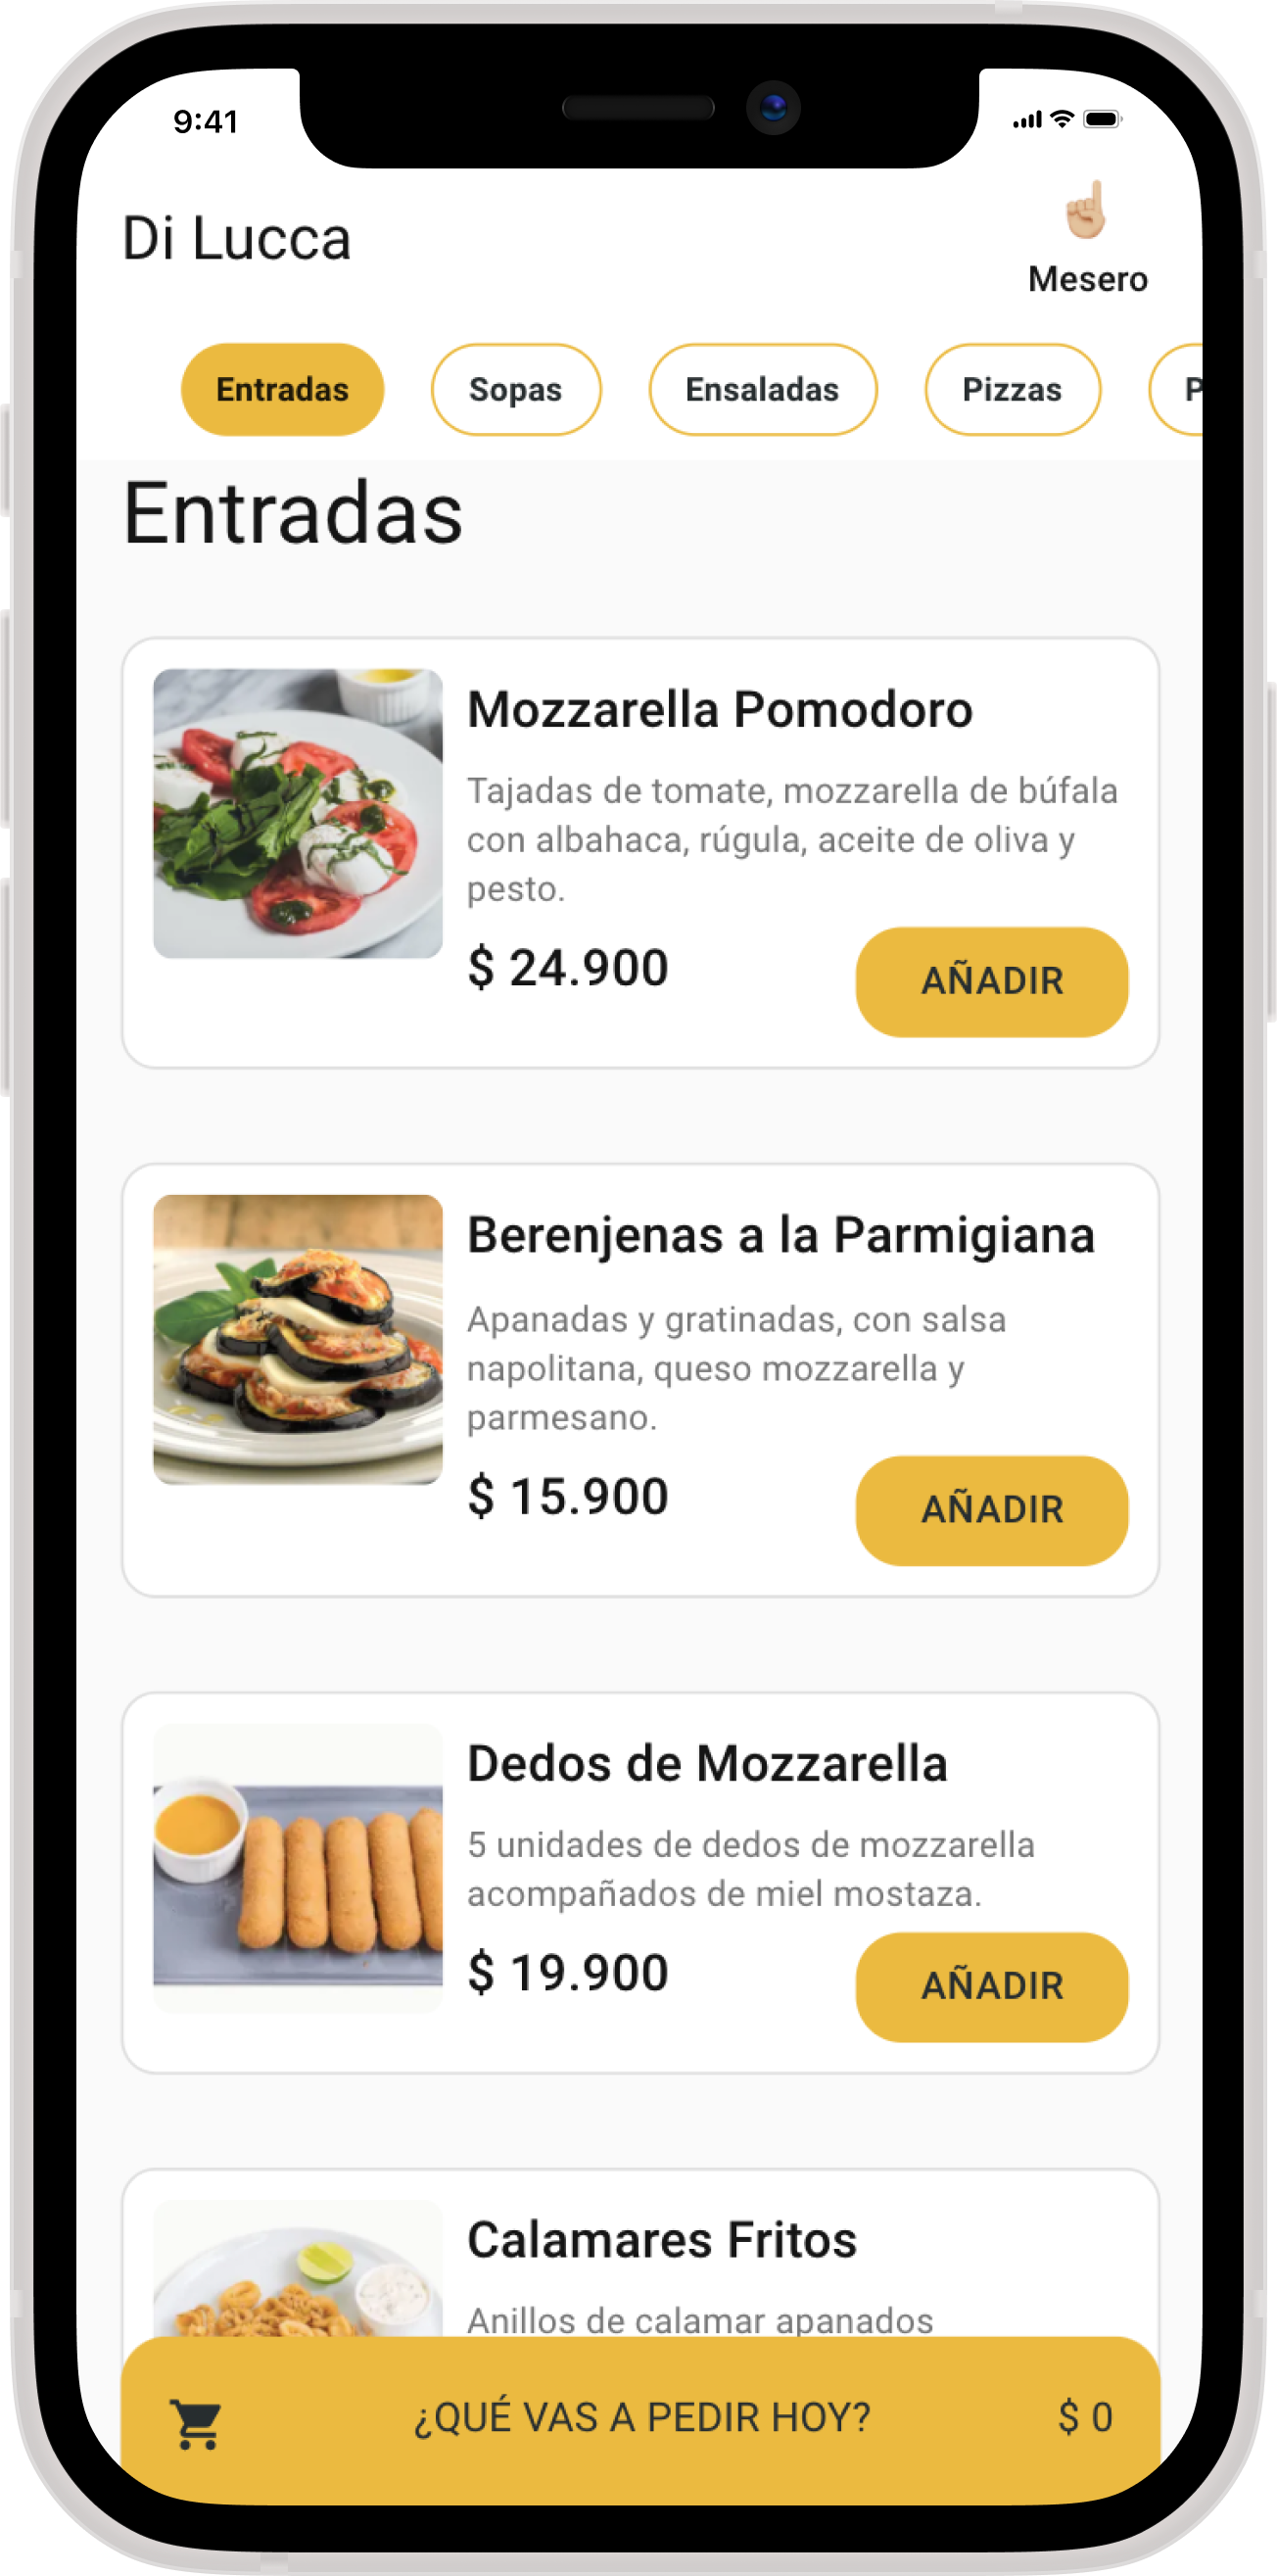 9:41
Di Lucca
Mesero
Entradas
Sopas
Ensaladas
Pizzas
P
Entradas
Mozzarella Pomodoro
Tajadas de tomate, mozzarella de búfala
con albahaca, rúgula, aceite de oliva y
pesto.
$ 24.900
AÑADIR
Berenjenas a la Parmigiana
Apanadas y gratinadas, con salsa
napolitana, queso mozzarella y
parmesano.
$ 15.900
AÑADIR
Dedos de Mozzarella
5 unidades de dedos de mozzarella
acompañados de miel mostaza.
$ 19.900
AÑADIR
Calamares Fritos
Anillos de calamar apanados
¿QUÉ VAS A PEDIR HOY?
$ 0